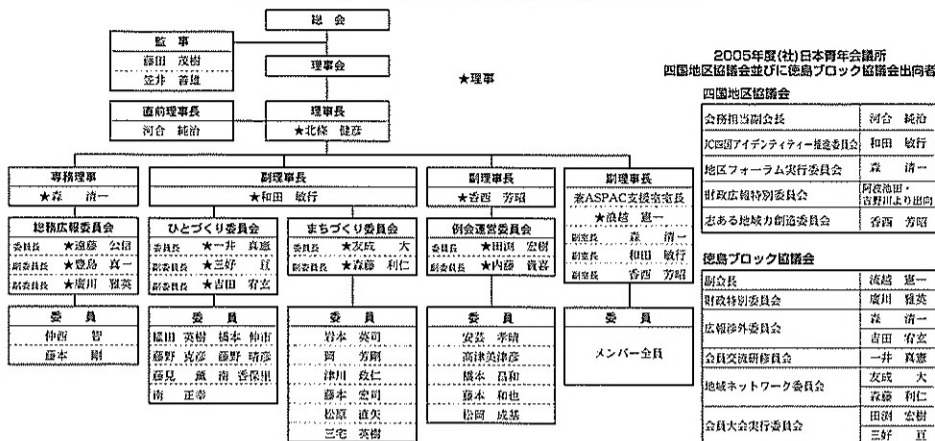 総会
監事
藤田 茂樹
笠井 善雄
理事会
★理事
直前理事長
河合 純治
理事長
★北條 健彦
専務理事
★森 清一
副理事長
★和田 敏行
副理事長
★香西 芳昭
副理事長
兼ASPAC支援室室長
★浪越 憲一
副室長 森 清一
副室長 和田 敏行
副室長 香西 芳昭
総務広報委員会
委員長 ★遠藤 公信
副委員長 ★豊島 真一
副委員長 ★廣川 雅英
ひとづくり委員会
委員長 ★一井 真憲
副委員長 ★三好 亘
副委員長 ★吉田 宥玄
まちづくり委員会
委員長 ★友成 大
副委員長 ★森藤 利仁
例会運営委員会
委員長 ★田渕 宏樹
副委員長 ★内藤 貴喜
委員
仲西 智
藤本 剛
委員
英樹 橋本 伸市
藤野 克彦 藤野 晴彦
藤見 薫 南 香保里
南 正幸
委員
岩本 英司
岡 芳剛
津川 政仁
藤本 宏司
松原 直矢
三宅 英樹
委員
安芸 孝晴
高津美津彦
橋本 昌和
藤本 和也
松岡 成基
委員
メンバー全員
2005年度(社)日本青年会議所
四国地区協議会並びに徳島ブロック協議会出向者
四国地区協議会
会務担当副会長 河合 純治
JC四国アイデンティティー推進委員会 和田 敏行
地区フォーラム実行委員会 森 清一
財政広報特別委員会 阿波池田・吉野川より出向
志ある地域力創造委員会 香西 芳昭
徳島ブロック協議会
副会長 浪越 憲一
財政特別委員会 廣川 雅英
広報渉外委員会 森 清一
吉田 宥玄
会員交流研修員会 一井 真憲
地域ネットワーク委員会 友成 大
森藤 利仁
会員大会実行委員会 田渕 宏樹
三好 亘